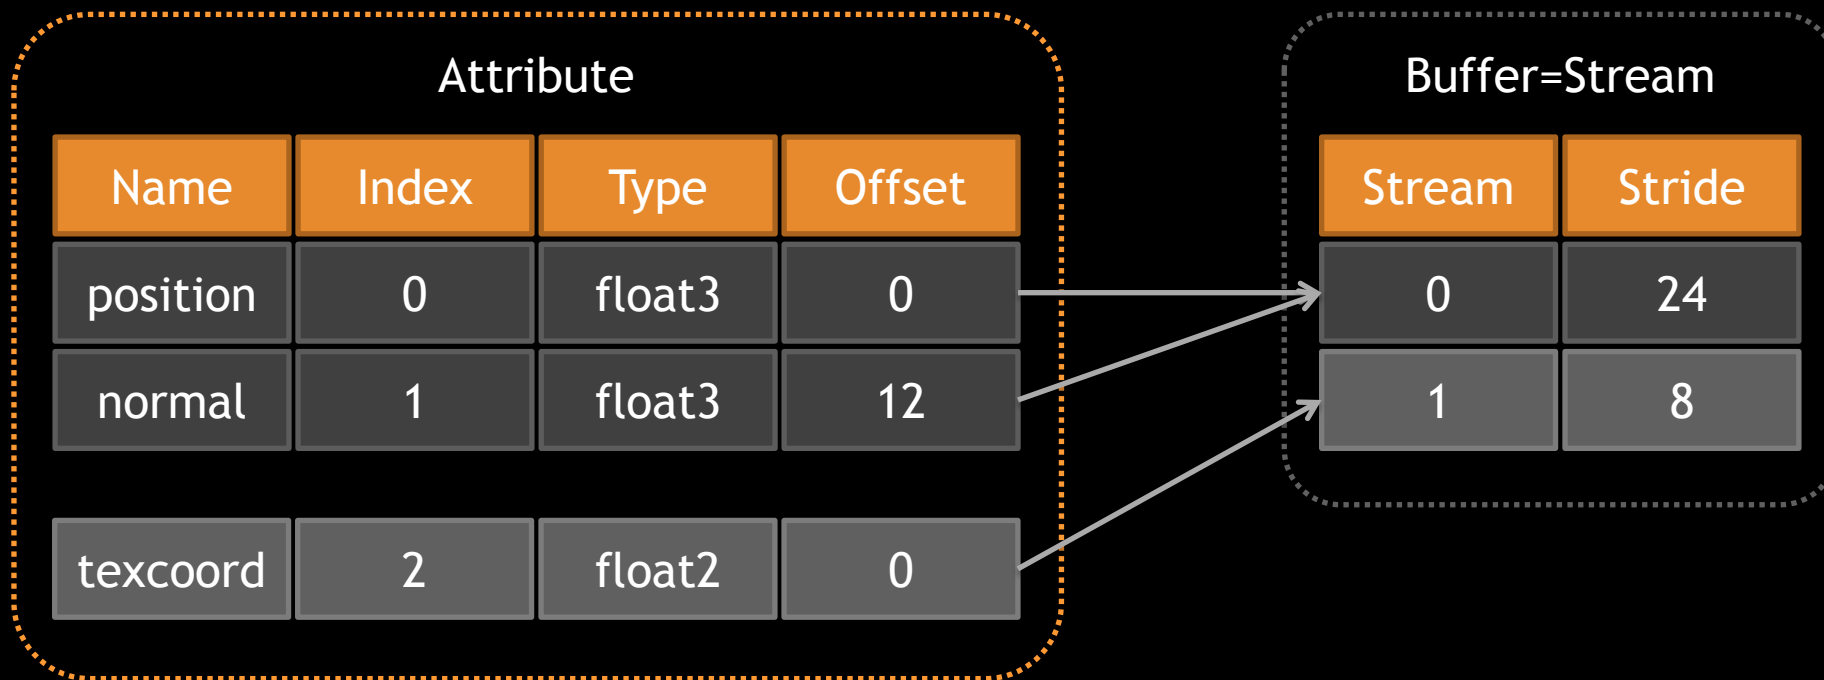 Attribute
Name Index Type Offset
position 0 float3 0
normal 1 float3 12
texcoord 2 float2 0
Buffer=Stream
Stream Stride
0 24
1 8